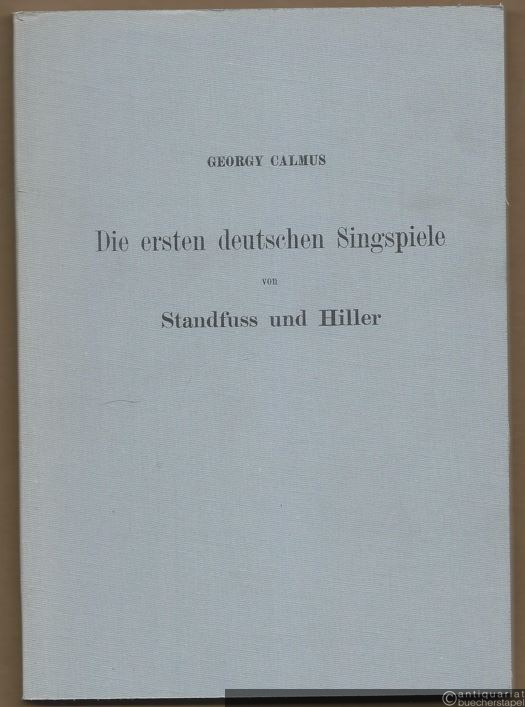 GEORGY CALMUS
Die ersten deutschen Singspiele
von
Standfuss und Hiller
©antiquariat
buecherstapel